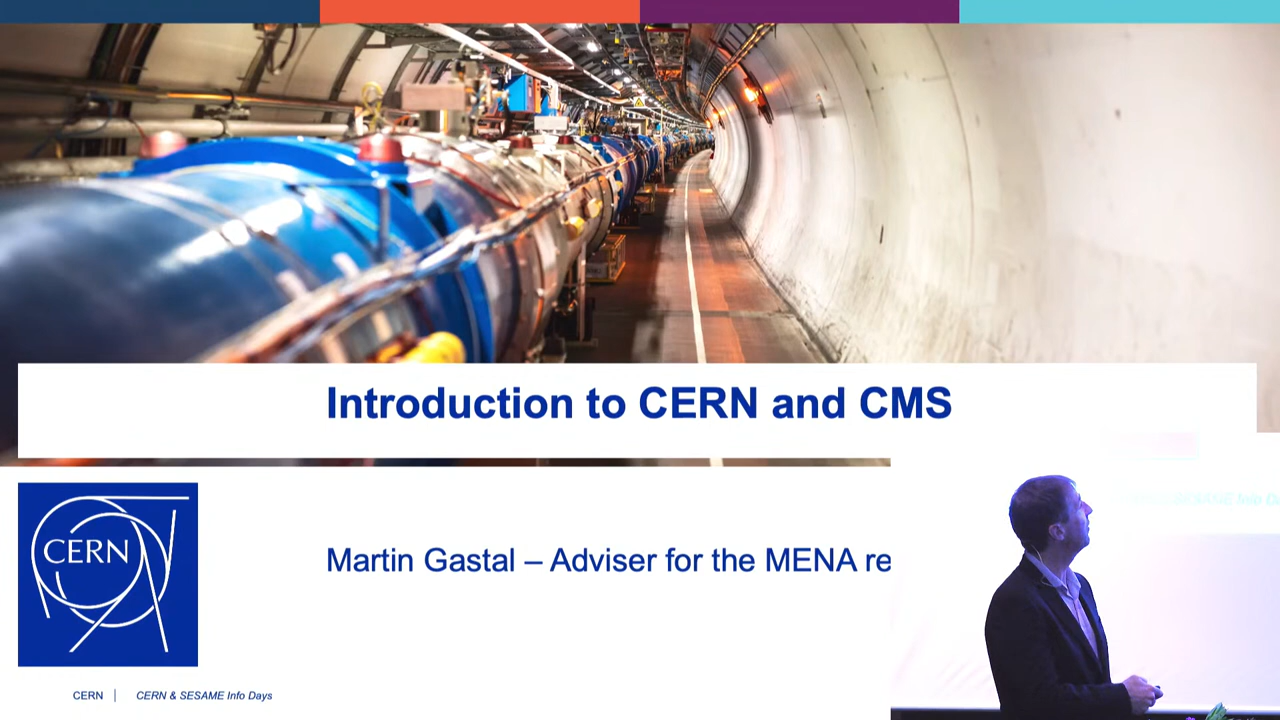 Introduction to CERN and CMS
CERN
Martin Gastal – Adviser for the MENA re
CERN | CERN & SESAME Info Days